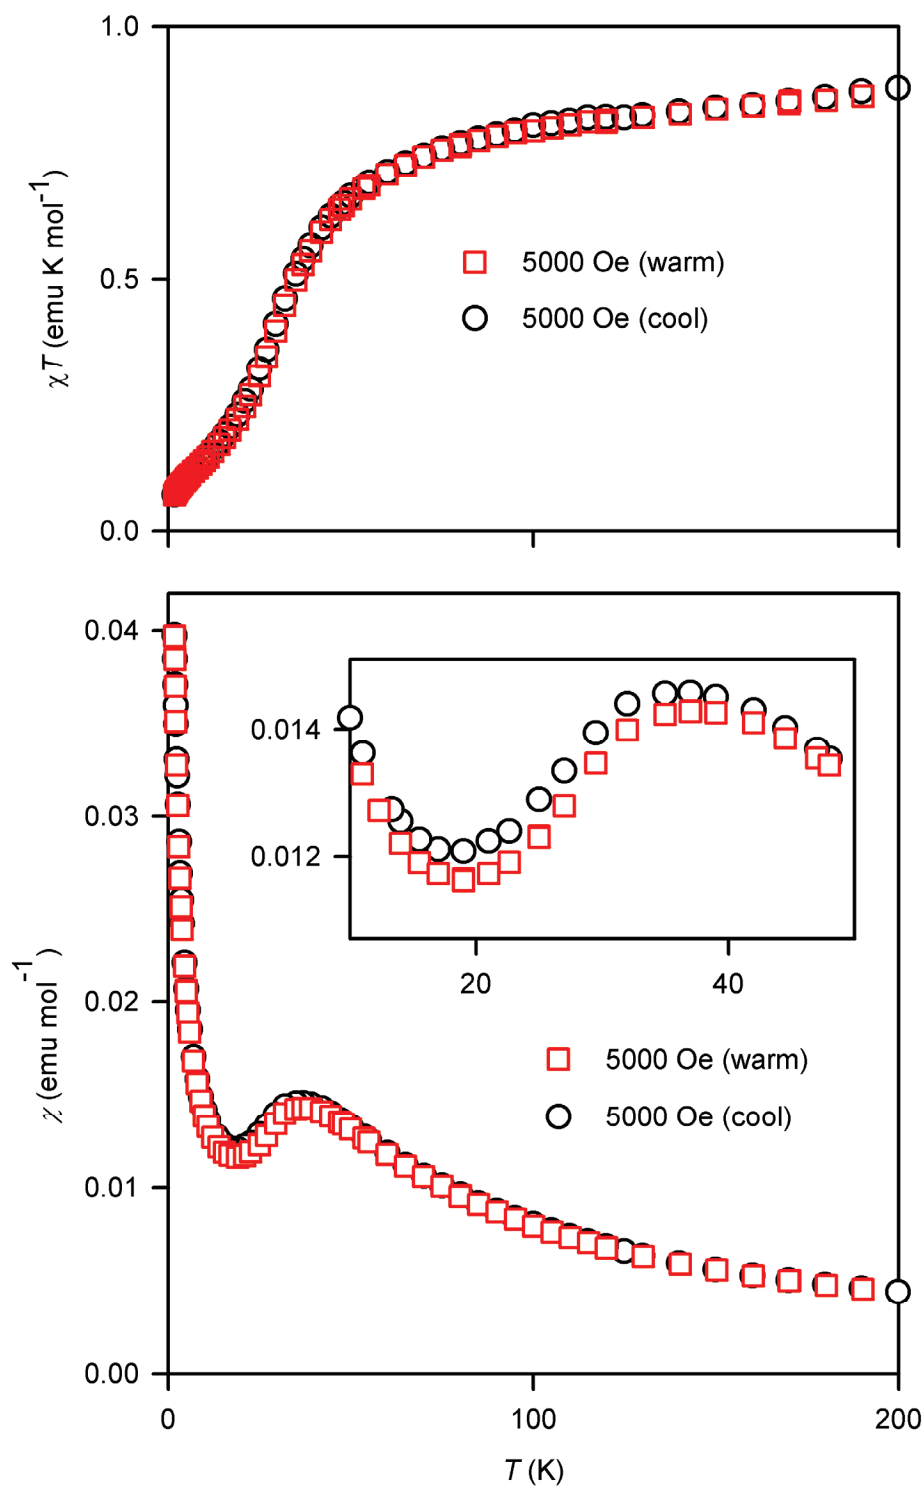 1.0
0.5
0.0
χT (emu K mol⁻¹)
5000 Oe (warm)
5000 Oe (cool)
0.04
0.03
0.02
0.01
0.00
χ (emu mol⁻¹)
0.014
0.012
20 40
5000 Oe (warm)
5000 Oe (cool)
0 100 200
T (K)